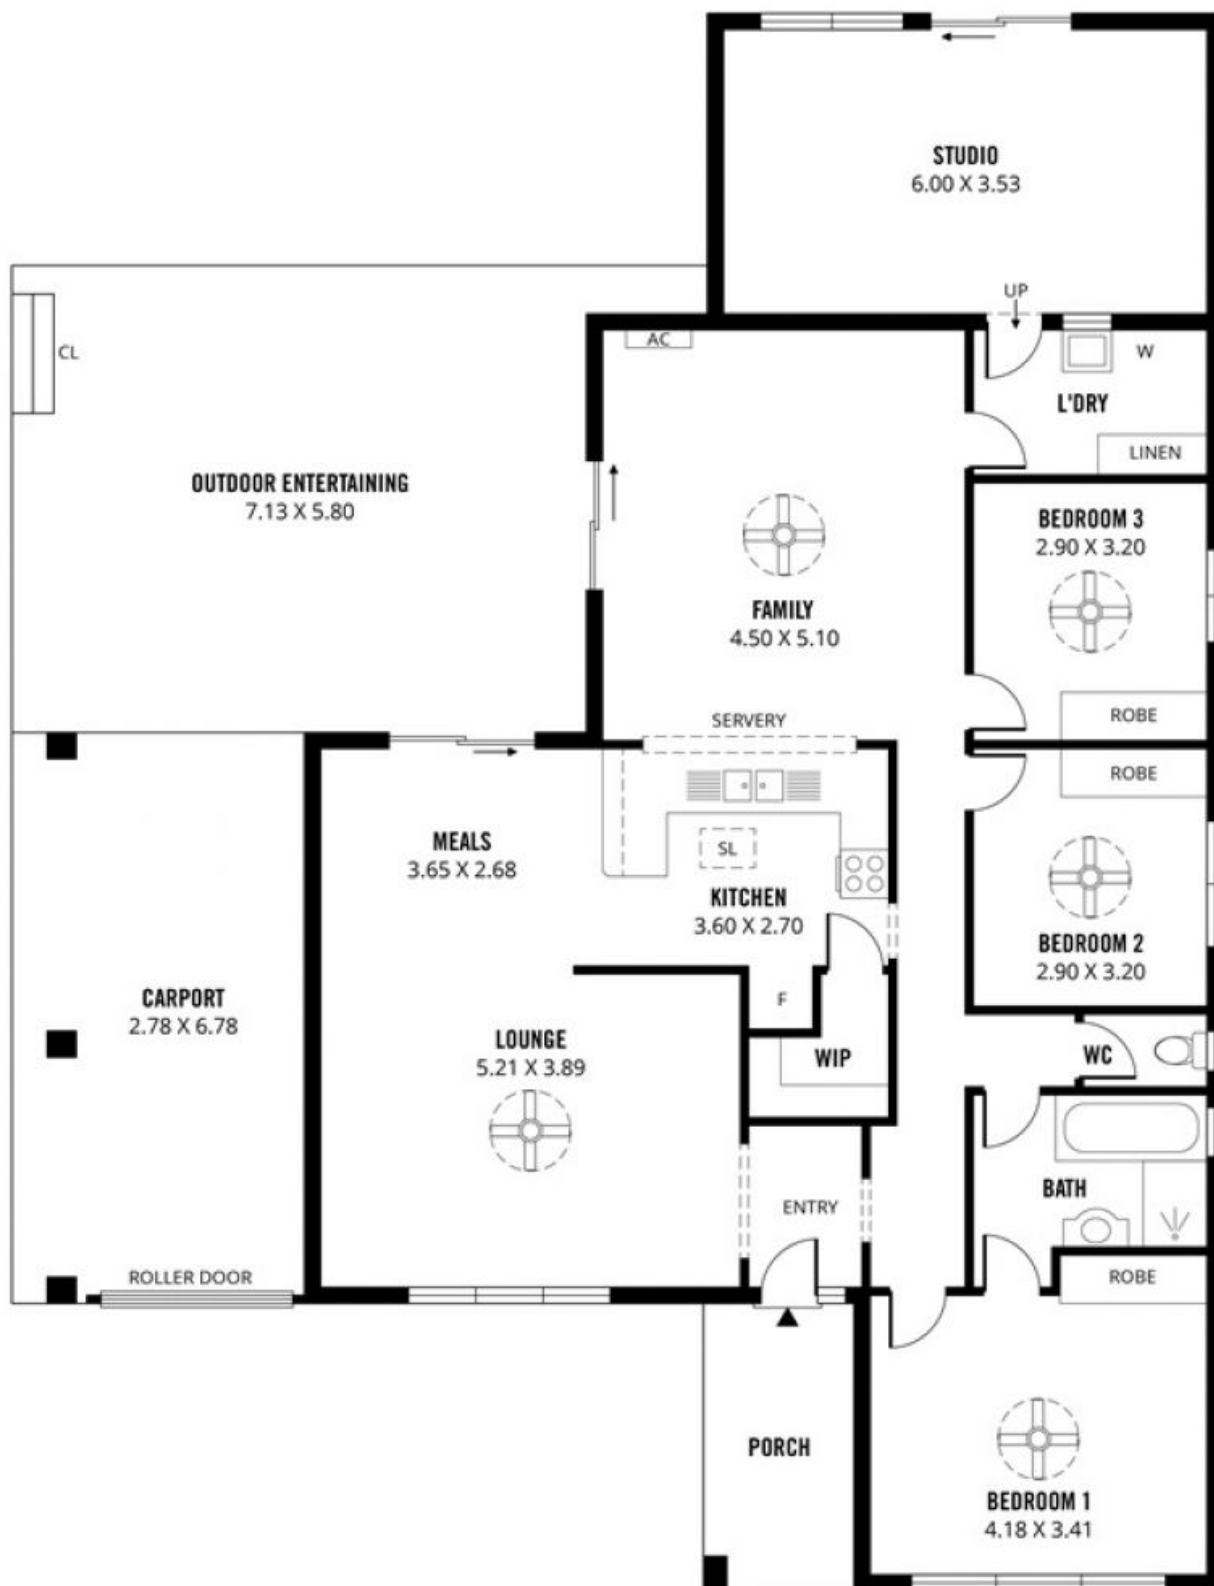 STUDIO
6.00 X 3.53
UP
AC
CL
W
L'DRY
LINEN
OUTDOOR ENTERTAINING
7.13 X 5.80
BEDROOM 3
2.90 X 3.20
FAMILY
4.50 X 5.10
ROBE
SERVERY
ROBE
MEALS
3.65 X 2.68
SL
KITCHEN
3.60 X 2.70
BEDROOM 2
2.90 X 3.20
CARPORT
2.78 X 6.78
F
LOUNGE
5.21 X 3.89
WIP
WC
BATH
ENTRY
ROLLER DOOR
ROBE
PORCH
BEDROOM 1
4.18 X 3.41